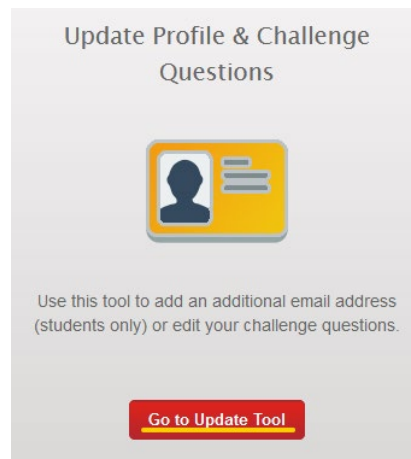 Update Profile & Challenge
Questions
Use this tool to add an additional email address
(students only) or edit your challenge questions.
Go to Update Tool